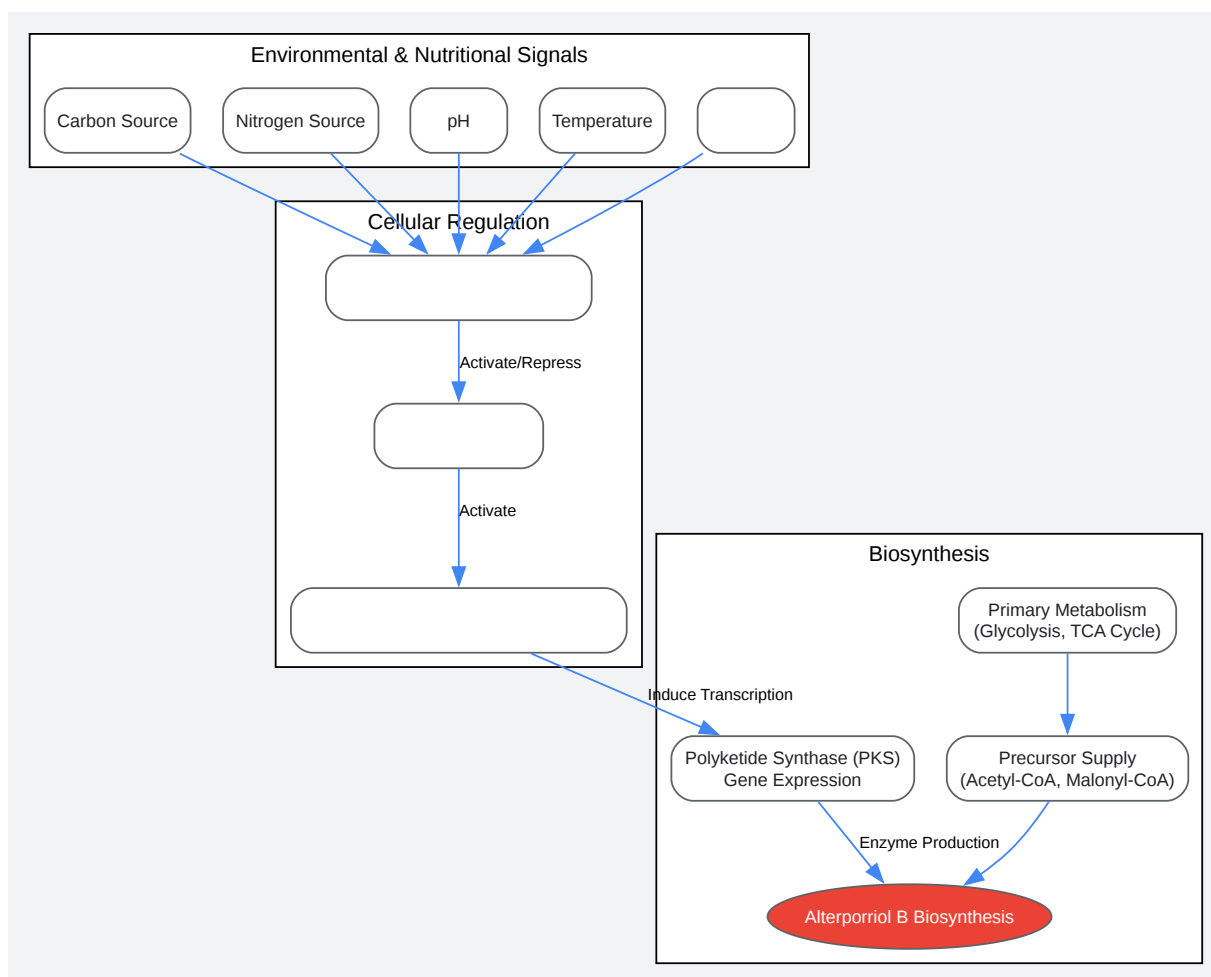 Environmental & Nutritional Signals
Carbon Source
Nitrogen Source
pH
Temperature
Cellular Regulation
Activate/Repress
Activate
Biosynthesis
Primary Metabolism
(Glycolysis, TCA Cycle)
Induce Transcription
Polyketide Synthase (PKS)
Gene Expression
Precursor Supply
(Acetyl-CoA, Malonyl-CoA)
Enzyme Production
Alterporriol B Biosynthesis